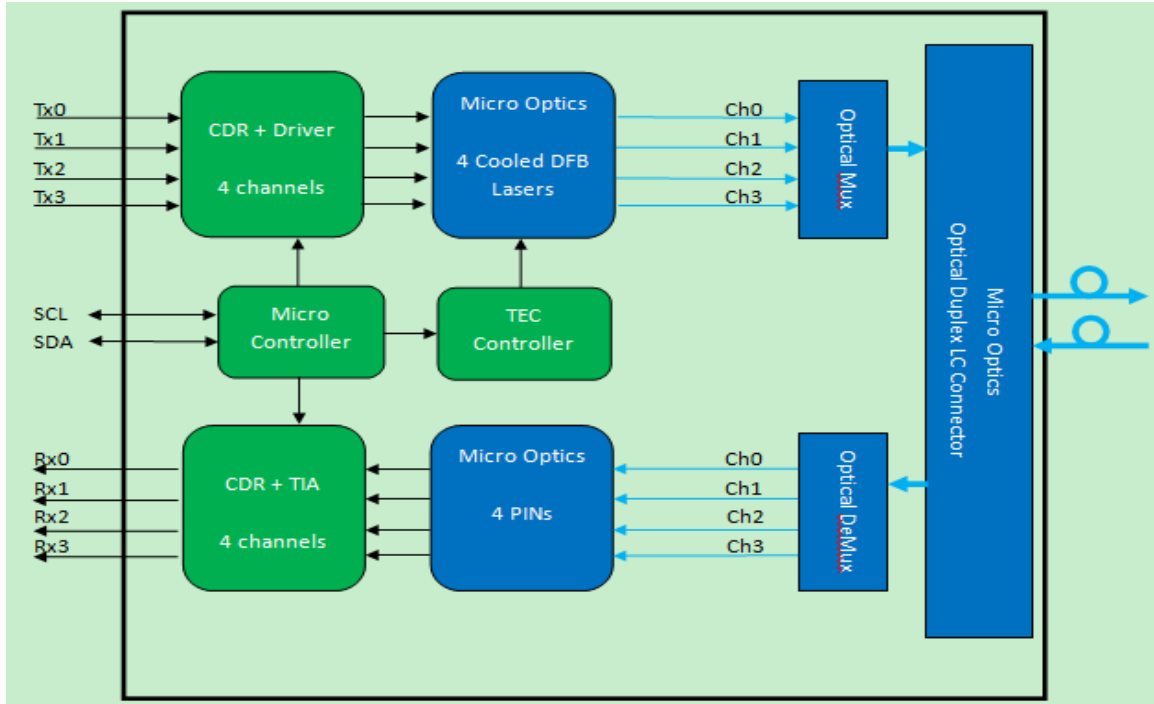 Tx0
Tx1
Tx2
Tx3
CDR + Driver
4 channels
Micro Optics
4 Cooled DFB
Lasers
Ch0
Ch1
Ch2
Ch3
Optical Mux
SCL
SDA
Micro
Controller
TEC
Controller
Micro Optics
Optical Duplex LC Connector
Rx0
Rx1
Rx2
Rx3
CDR + TIA
4 channels
Micro Optics
4 PINs
Ch0
Ch1
Ch2
Ch3
Optical DeMux